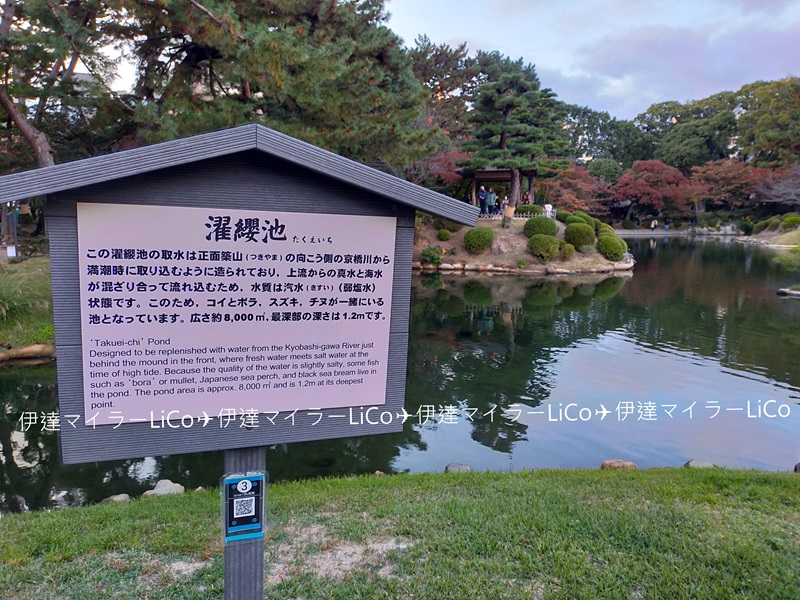 濯纓池 たくえいち
この濯纓池の取水は正面築山（つきやま）の向こう側の京橋川から
満潮時に取り込むように造られており、上流からの真水と海水
が混ざり合って流れ込むため、水質は汽水（きすい）（弱塩水）
状態です。このため、コイとボラ、スズキ、チヌが一緒にいる
池となっています。広さ約8,000㎡,最深部の深さは1.2mです。
'Takuei-chi' Pond
Designed to be replenished with water from the Kyobashi-gawa River just
behind the mound in the front, where fresh water meets salt water at the
time of high tide. Because the quality of the water is slightly salty, some fish
such as 'bora' or mullet, Japanese sea perch, and black sea bream live in
the pond. The pond area is approx. 8,000 ㎡ and is 1.2m at its deepest
point.
伊達マイラーLiCo✈伊達マイラーLiCo✈伊達マイラーLiCo✈伊達マイラーLiCo
3